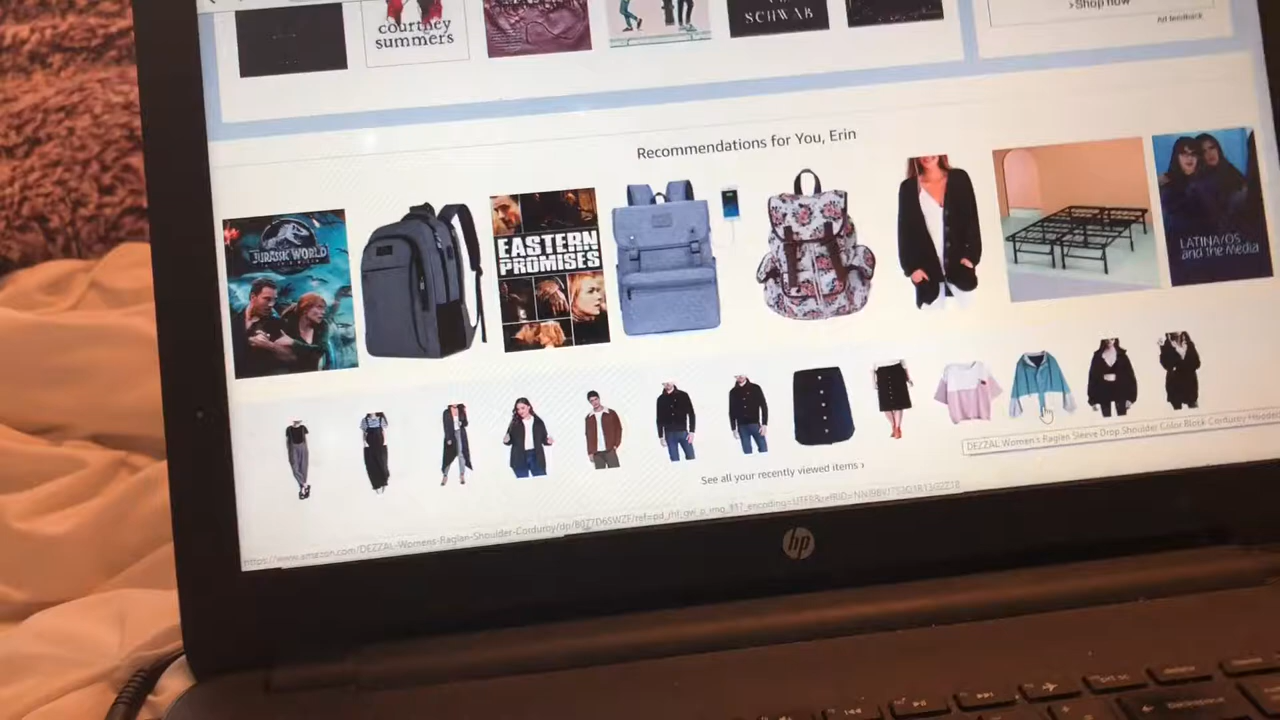 courtney
summers
SCHWAB
Shop now
Ad feedback
Recommendations for You, Erin
JURASSIC WORLD
EASTERN
PROMISES
LATINA/OS
and the Media
DEZZAL Women's Raglan Sleeve Drop Shoulder Color Block Corduroy Hooded
See all your recently viewed items ›
hp